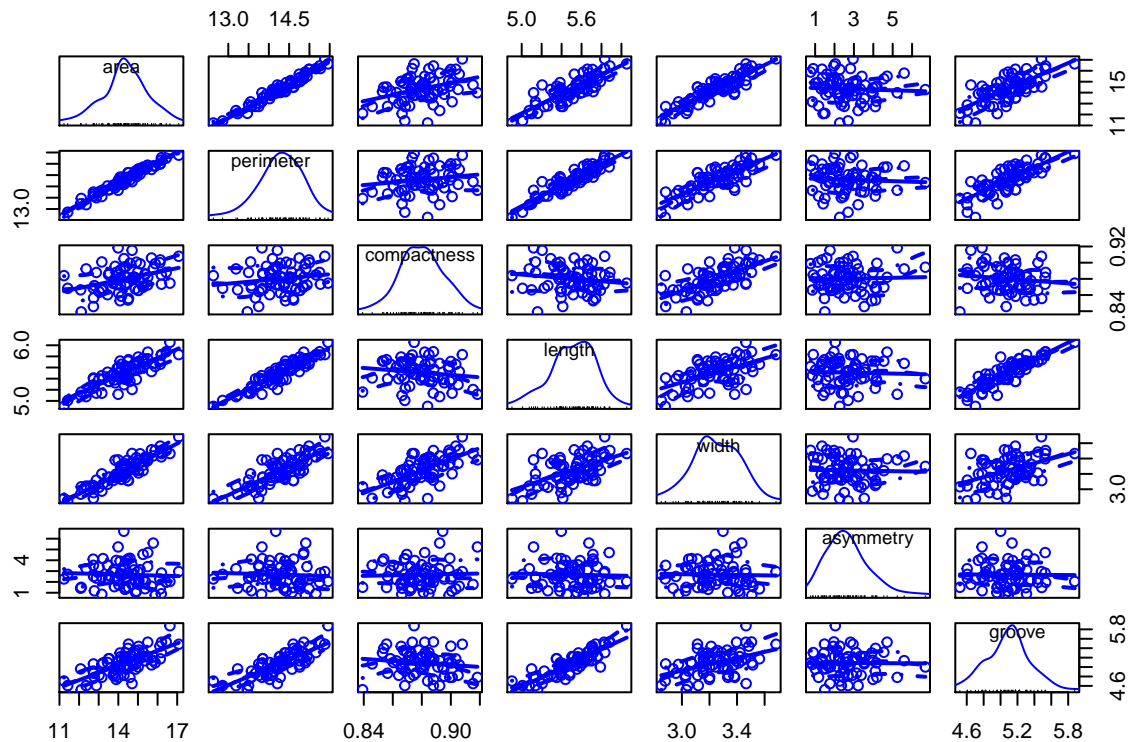 13.0 14.5 5.0 5.6 1 3 5
area 11 15
13.0 perimeter
compactness 0.84 0.92
5.0 6.0 length
width 3.0
1 4 asymmetry
groove 4.6 5.8
11 14 17 0.84 0.90 3.0 3.4 4.6 5.2 5.8